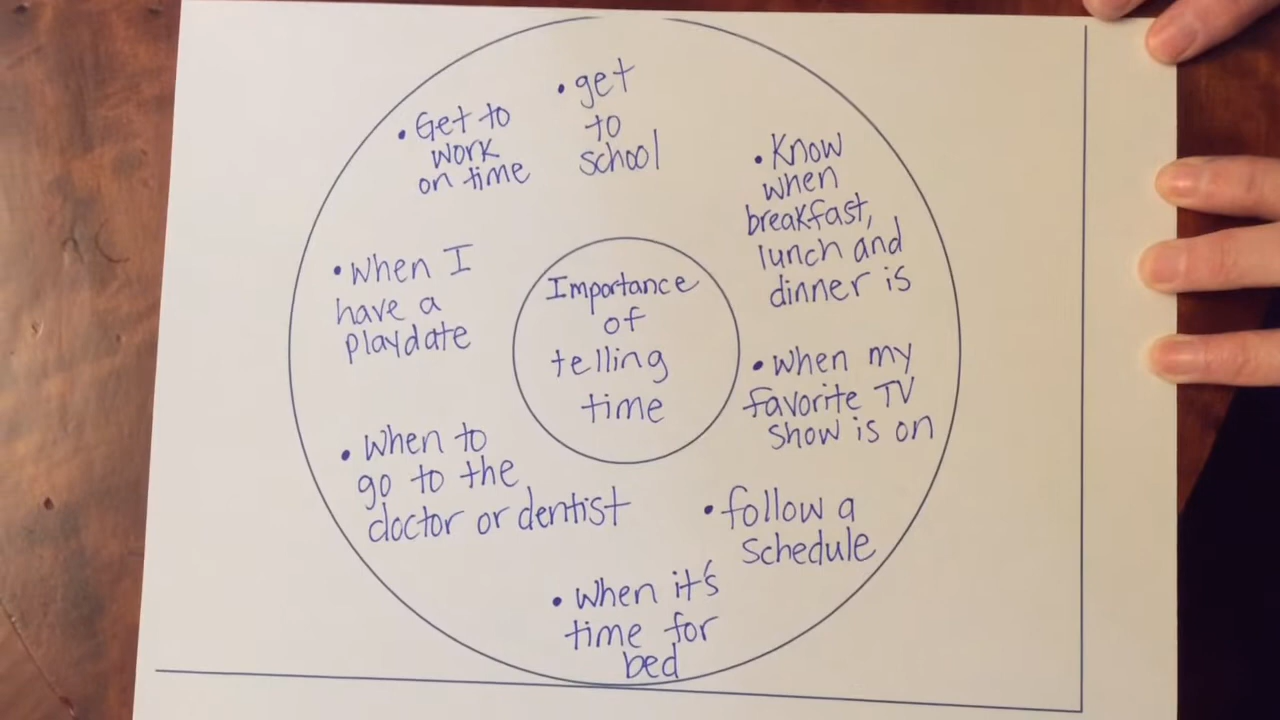 Importance
of
telling
time
• get
to
school
• Know
when
breakfast,
lunch and
dinner is
• when my
favorite TV
show is on
• follow a
schedule
• when it's
time for
bed
• when to
go to the
doctor or dentist
• when I
have a
playdate
• Get to
work
on time